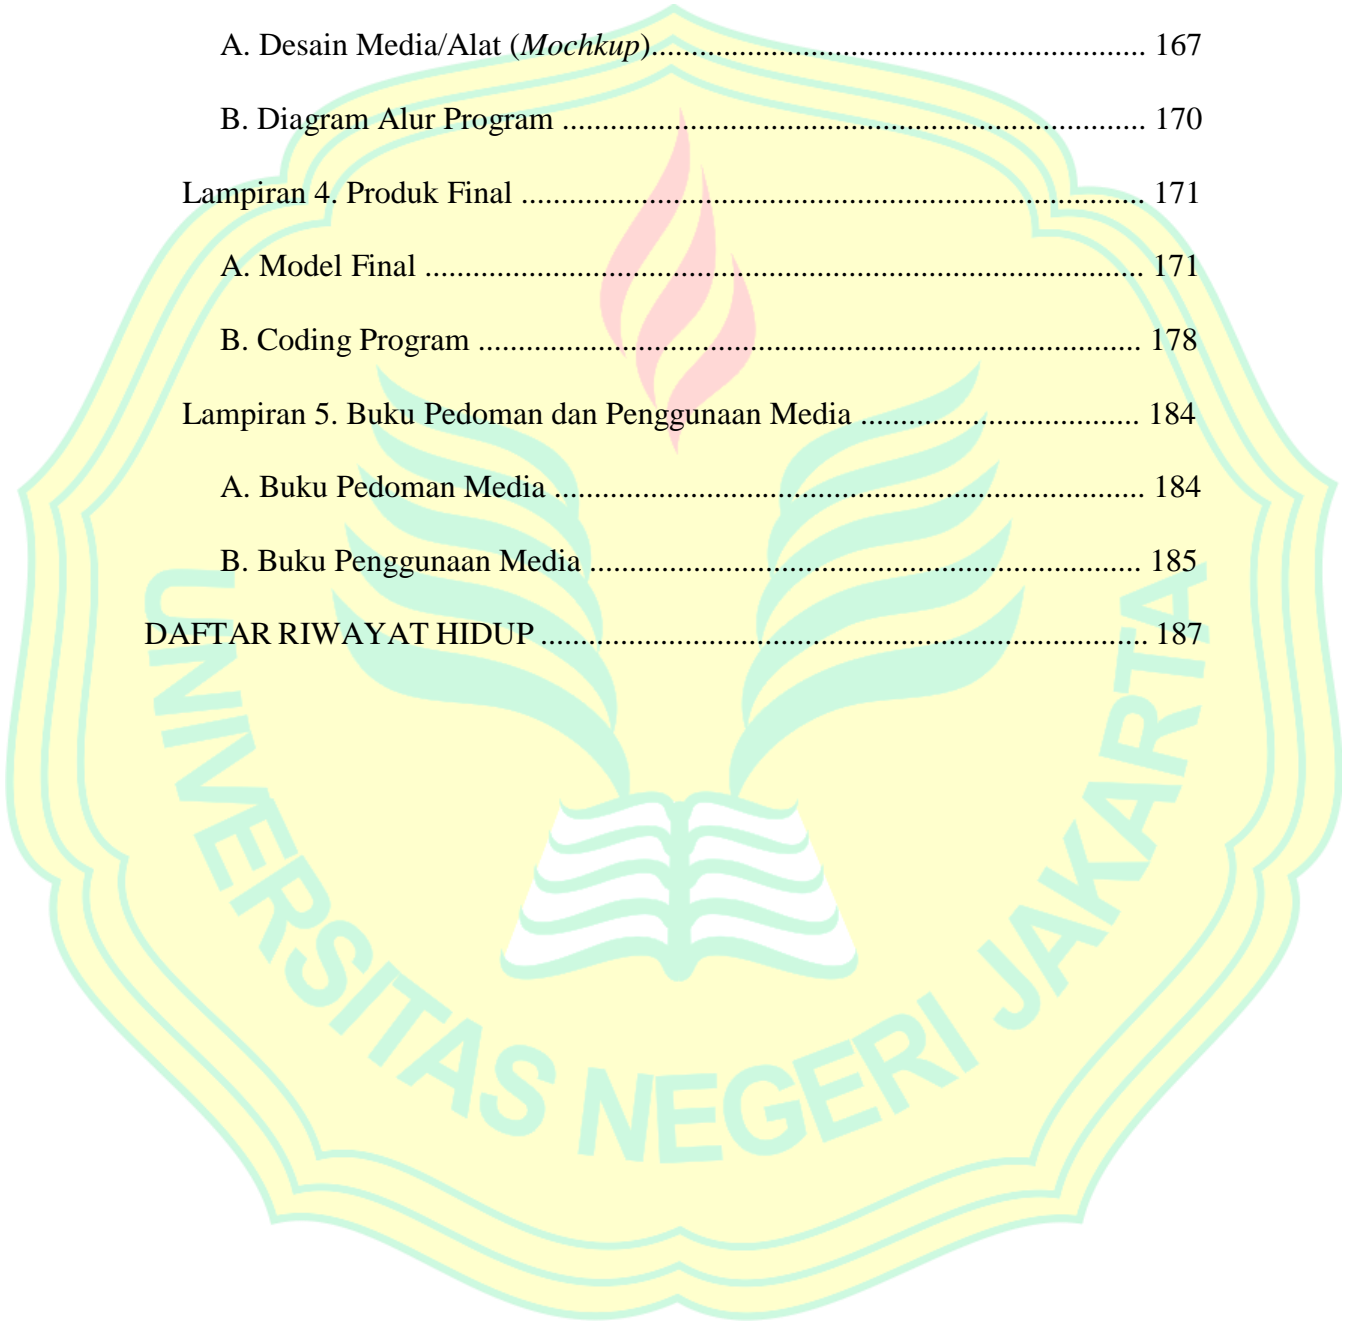 A. Desain Media/Alat (Mochkup)............................................................. 167
B. Diagram Alur Program ........................................................................ 170
Lampiran 4. Produk Final ............................................................................. 171
A. Model Final ......................................................................................... 171
B. Coding Program .................................................................................. 178
Lampiran 5. Buku Pedoman dan Penggunaan Media .................................. 184
A. Buku Pedoman Media ......................................................................... 184
B. Buku Penggunaan Media .................................................................... 185
DAFTAR RIWAYAT HIDUP ........................................................................... 187
UNIVERSITAS NEGERI JAKARTA